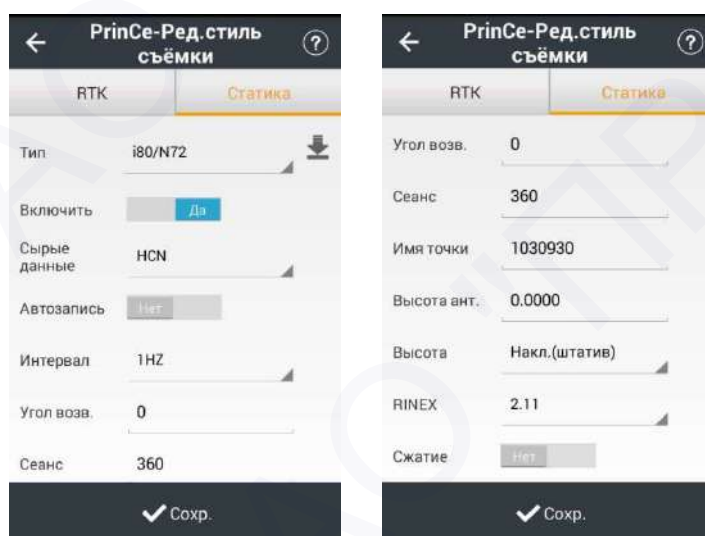 PrinCe-Ред.стиль
съёмки
RTK
Статика
Тип i80/N72
Включить Да
Сырые
данные HCN
Автозапись Нет
Интервал 1HZ
Угол возв. 0
Сеанс 360
Сохр.
PrinCe-Ред.стиль
съёмки
RTK
Статика
Угол возв. 0
Сеанс 360
Имя точки 1030930
Высота ант. 0.0000
Высота Накл.(штатив)
RINEX 2.11
Сжатие Нет
Сохр.